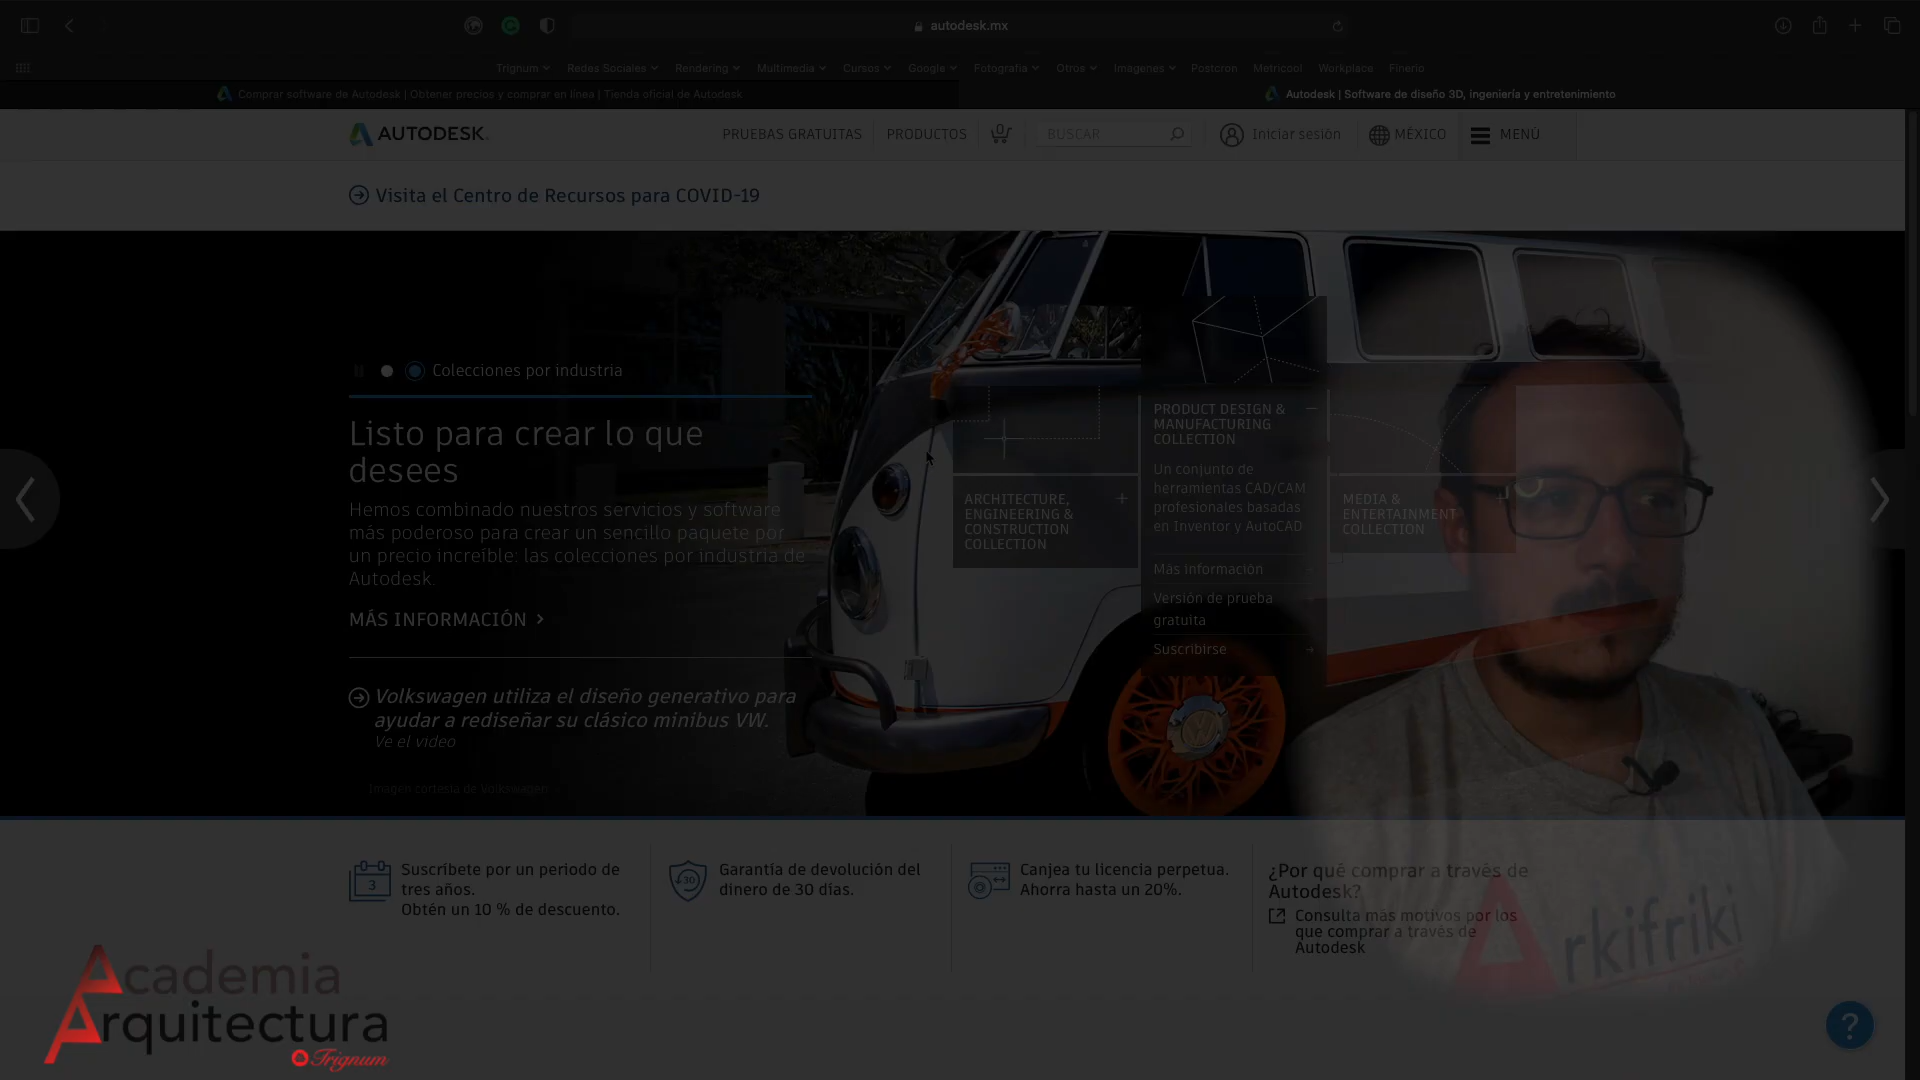 autodesk.mx
Trignum
Redes Sociales
Rendering
Multimedia
Cursos
Google
Fotografía
Otros
Imagenes
Postcron
Metricool
Workplace
Finerio
Comprar software de Autodesk | Obtener precios y comprar en línea | Tienda oficial de Autodesk
Autodesk | Software de diseño 3D, ingeniería y entretenimiento
AUTODESK
PRUEBAS GRATUITAS
PRODUCTOS
0
BUSCAR
Iniciar sesión
MÉXICO
MENÚ
Visita el Centro de Recursos para COVID-19
Colecciones por industria
Listo para crear lo que
desees
Hemos combinado nuestros servicios y software
más poderoso para crear un sencillo paquete por
un precio increíble: las colecciones por industria de
Autodesk.
MÁS INFORMACIÓN
Volkswagen utiliza el diseño generativo para
ayudar a rediseñar su clásico minibus VW.
Ve el video
Imagen cortesía de Volkswagen
ARCHITECTURE,
ENGINEERING &
CONSTRUCTION
COLLECTION
PRODUCT DESIGN &
MANUFACTURING
COLLECTION
Un conjunto de
herramientas CAD/CAM
profesionales basadas
en Inventor y AutoCAD
Más información
Versión de prueba
gratuita
Suscribirse
MEDIA &
ENTERTAINMENT
COLLECTION
3
Suscríbete por un periodo de
tres años.
Obtén un 10 % de descuento.
30
Garantía de devolución del
dinero de 30 días.
Canjea tu licencia perpetua.
Ahorra hasta un 20%.
¿Por qué comprar a través de
Autodesk?
Consulta más motivos por los
que comprar a través de
Autodesk
Arkifriki
Academia
Arquitectura
Trignum
?